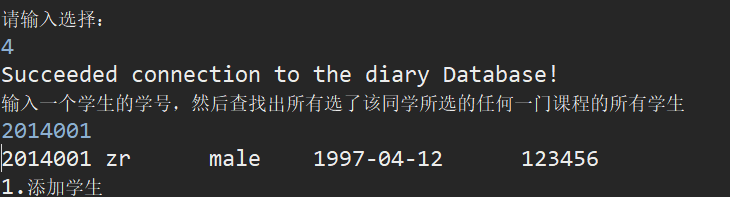 请输入选择：
4
Succeeded connection to the diary Database!
输入一个学生的学号，然后查找出所有选了该同学所选的任何一门课程的所有学生
2014001
2014001 zr      male    1997-04-12      123456
1.添加学生